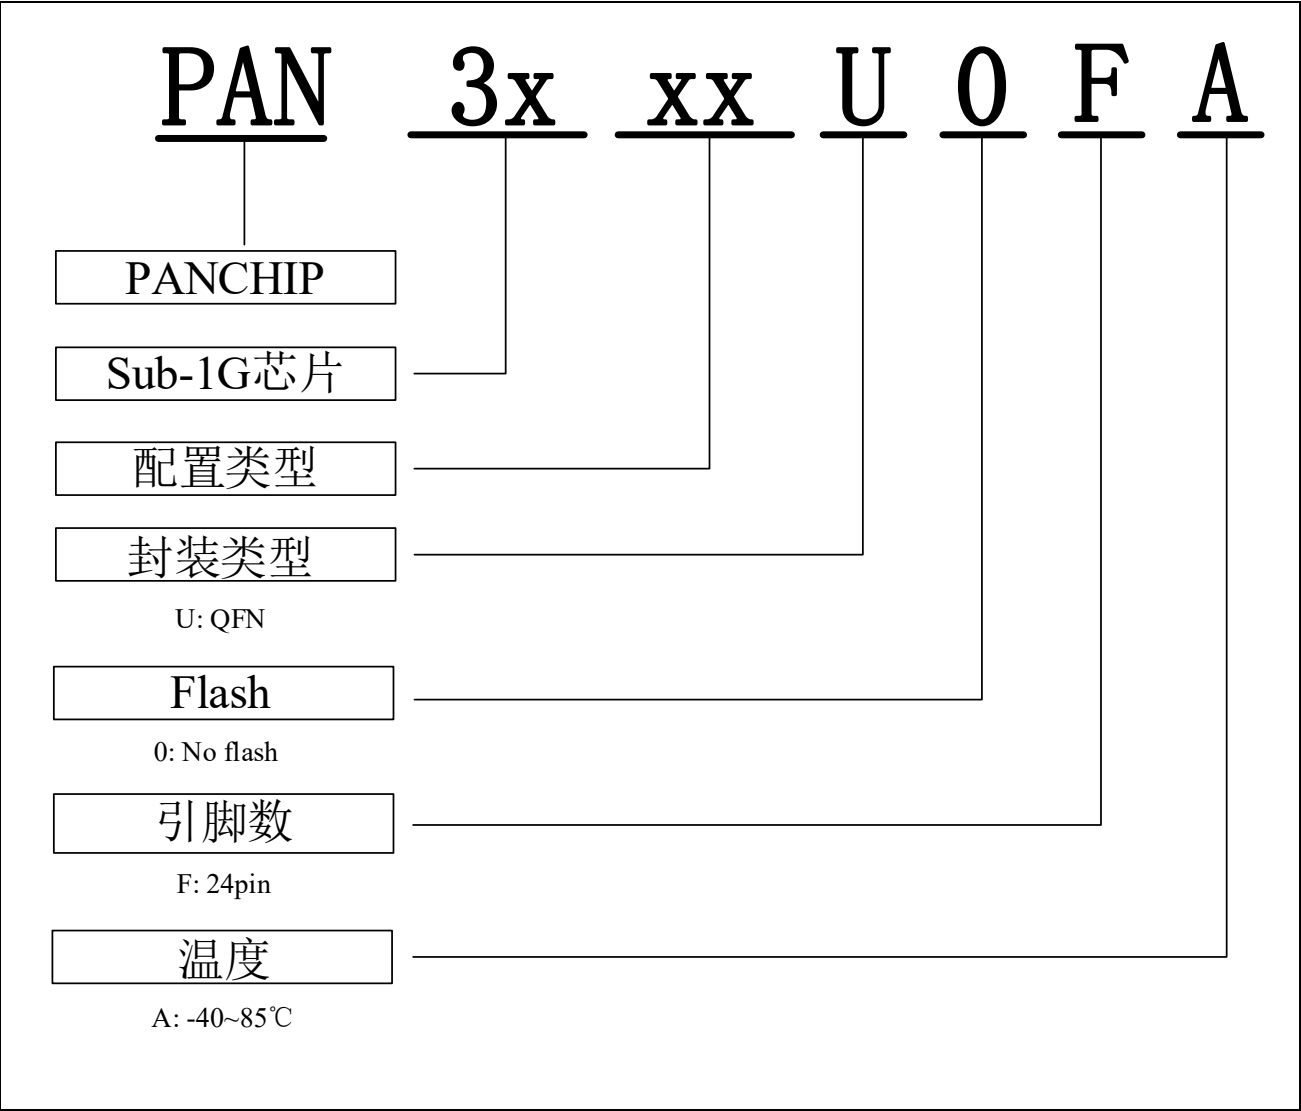 PAN 3x xx U 0 F A
PANCHIP
Sub-1G芯片
配置类型
封装类型
U: QFN
Flash
0: No flash
引脚数
F: 24pin
温度
A: -40~85℃